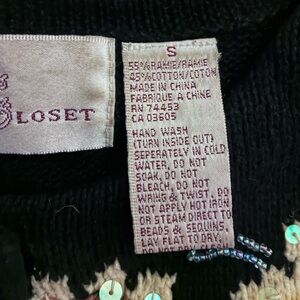 LOSET
S
55%RAMIE/RAMIE
45%COTTON/COTON
MADE IN CHINA
FABRIQUE A CHINE
RN 74453
CA 03605
HAND WASH
(TURN INSIDE OUT)
SEPERATELY IN COLD
WATER, DO NOT
SOAK, DO NOT
BLEACH, DO NOT
WRING & TWIST, DO
NOT APPLY HOT IRON
OR STEAM DIRECT TO
BEADS & SEQUINS,
LAY FLAT TO DRY,
DO NOT